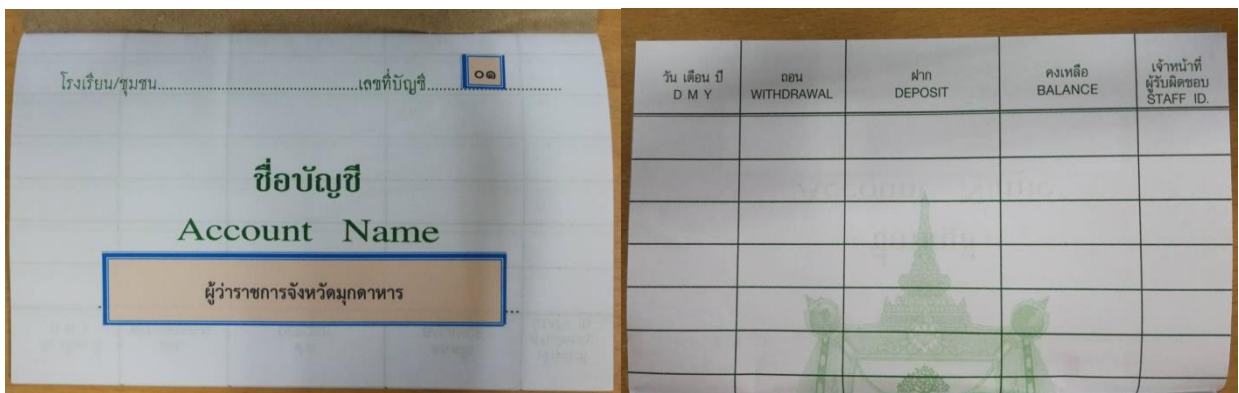 โรงเรียน/ชุมชน..........................................เลขที่บัญชี.......๐๑...............
ชื่อบัญชี
Account Name
ผู้ว่าราชการจังหวัดมุกดาหาร
วัน เดือน ปี
D M Y
ถอน
WITHDRAWAL
ฝาก
DEPOSIT
คงเหลือ
BALANCE
เจ้าหน้าที่
ผู้รับผิดชอบ
STAFF ID.